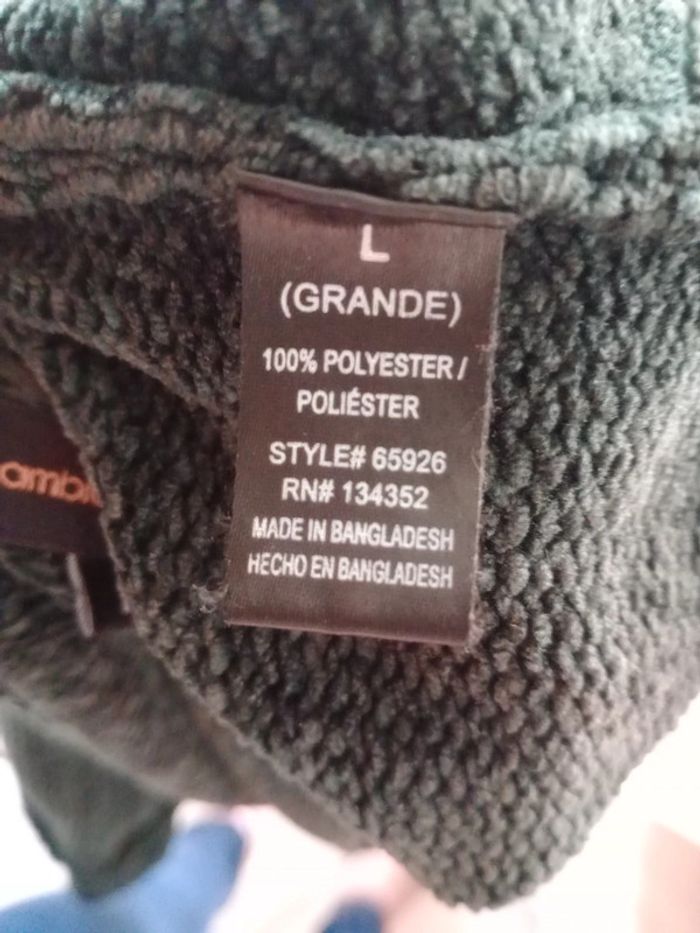 L
(GRANDE)
100% POLYESTER /
POLIÉSTER
STYLE# 65926
RN# 134352
MADE IN BANGLADESH
HECHO EN BANGLADESH